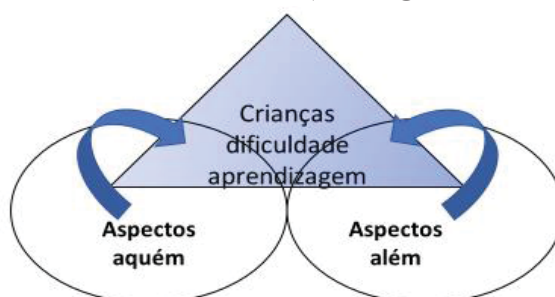 Crianças
dificuldade
aprendizagem
Aspectos
aquém
Aspectos
além